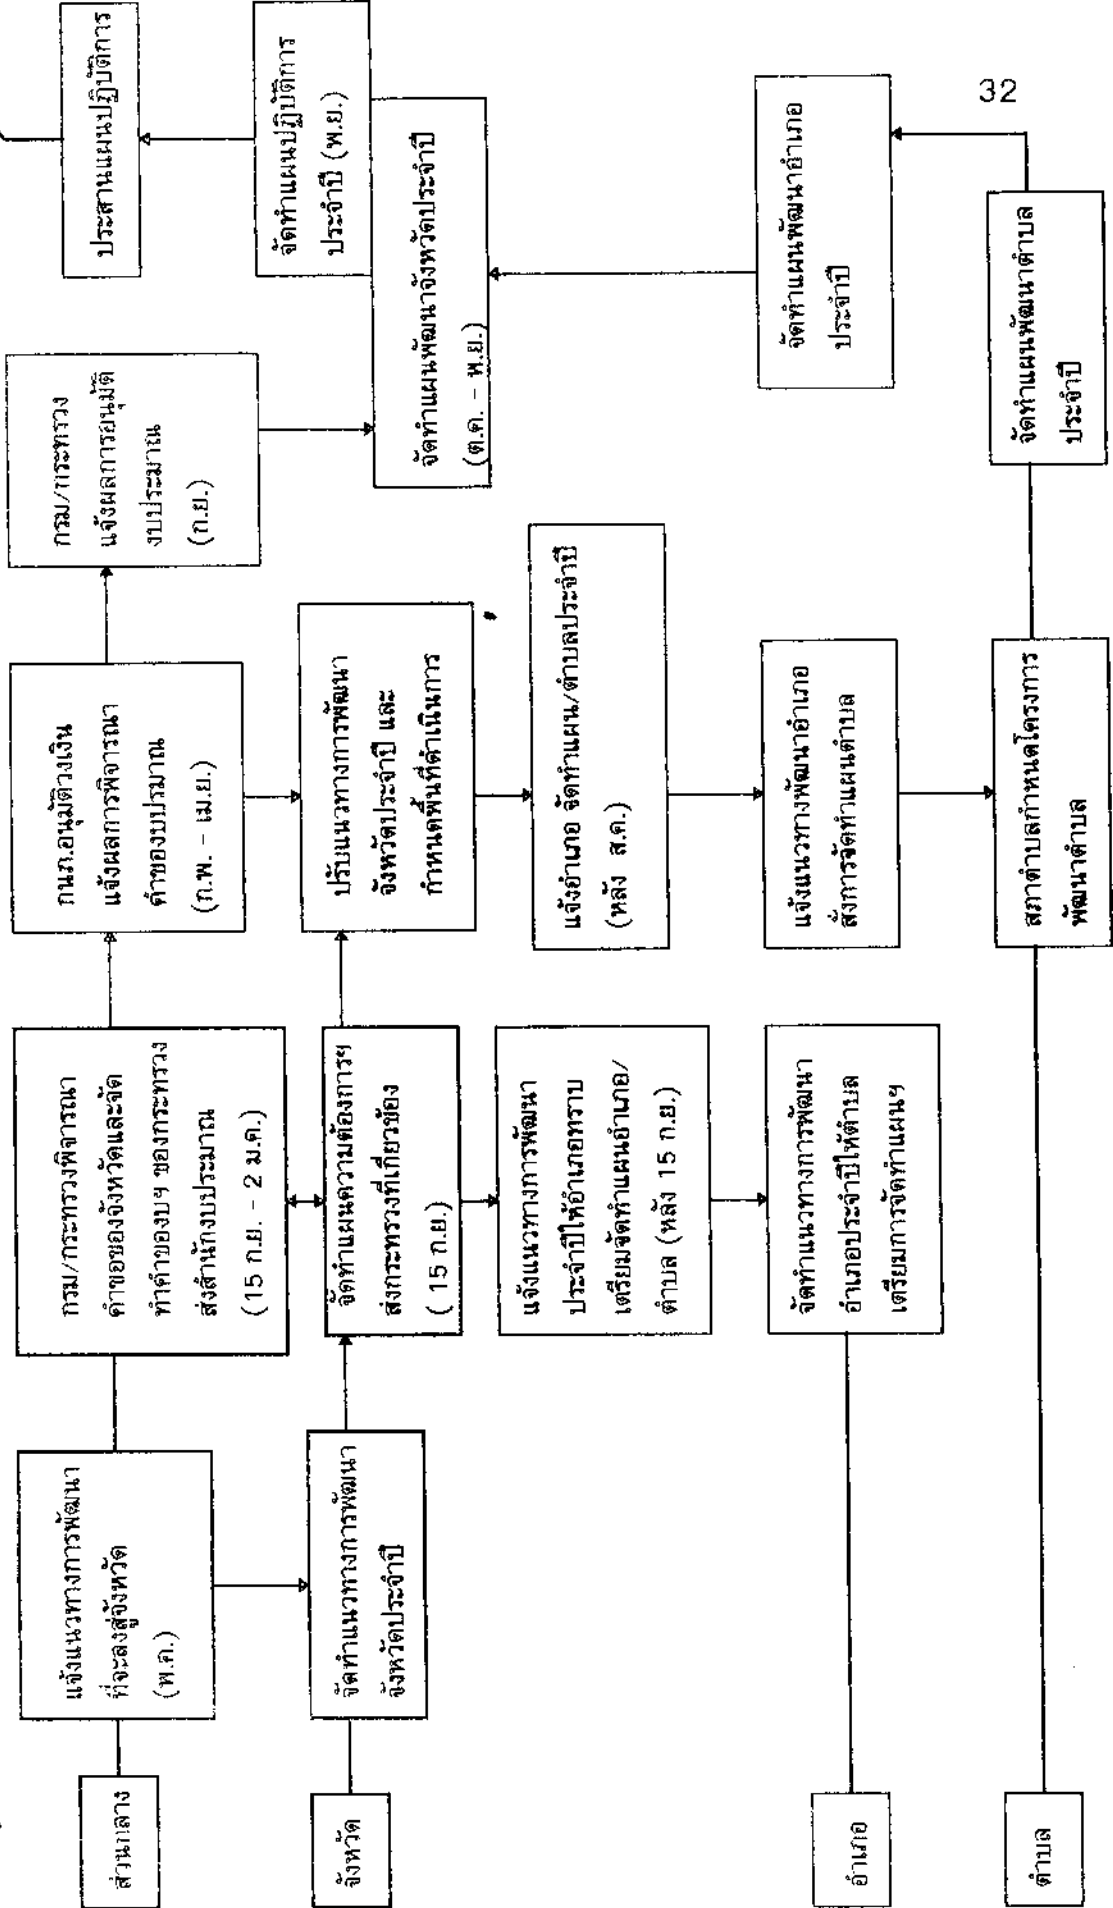 32
ส่วนกลาง
แจ้งแนวทางการพัฒนา
ที่จะลงสู่จังหวัด
(พ.ค.)
กรม/กระทรวงพิจารณา
คำขอของจังหวัดและจัด
ทำคำของบฯ ของกระทรวง
ส่งสำนักงบประมาณ
(15 ก.ย. - 2 ม.ค.)
กนภ.อนุมัติวงเงิน
แจ้งผลการพิจารณา
คำของบปรมาณ
(ก.พ. - เม.ย.)
กรม/กระทรวง
แจ้งผลการอนุมัติ
งบประมาณ
(ก.ย.)
ประสานแผนปฏิบัติการ
จัดทำแผนปฏิบัติการ
ประจำปี (พ.ย.)
จังหวัด
จัดทำแนวทางการพัฒนา
จังหวัดประจำปี
จัดทำแผนความต้องการฯ
ส่งกระทรวงที่เกี่ยวข้อง
( 15 ก.ย.)
ปรับแนวทางการพัฒนา
จังหวัดประจำปี และ
กำหนดพื้นที่ดำเนินการ
จัดทำแผนพัฒนาจังหวัดประจำปี
(ต.ค. - พ.ย.)
แจ้งแนวทางการพัฒนา
ประจำปีให้อำเภอทราบ
เตรียมจัดทำแผนอำเภอ/
ตำบล (หลัง 15 ก.ย.)
แจ้งอำเภอ จัดทำแผน/ตำบลประจำปี
(หลัง ส.ค.)
อำเภอ
จัดทำแนวทางการพัฒนา
อำเภอประจำปีให้ตำบล
เตรียมการจัดทำแผนฯ
แจ้งแนวทางพัฒนาอำเภอ
สั่งการจัดทำแผนตำบล
จัดทำแผนพัฒนาอำเภอ
ประจำปี
ตำบล
สภาตำบลกำหนดโครงการ
พัฒนาตำบล
จัดทำแผนพัฒนาตำบล
ประจำปี